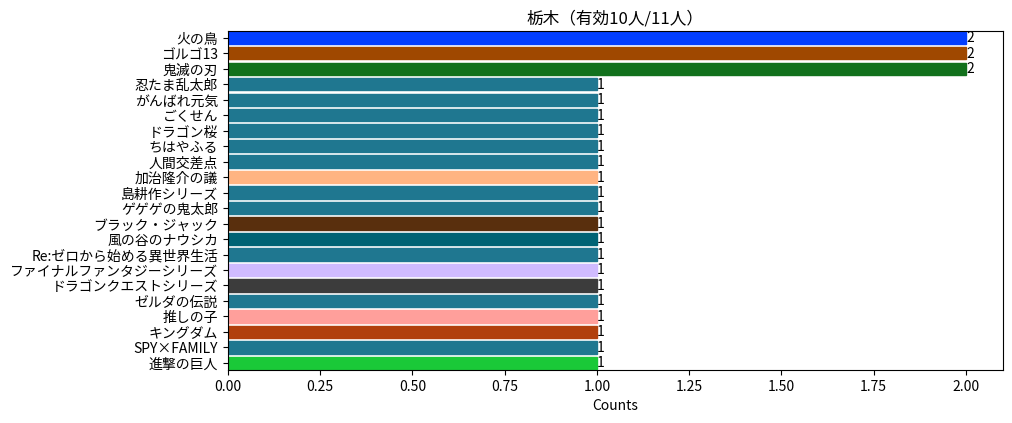 栃木（有効10人/11人）
火の鳥 2
ゴルゴ13 2
鬼滅の刃 2
忍たま乱太郎 1
がんばれ元気 1
ごくせん 1
ドラゴン桜 1
ちはやふる 1
人間交差点 1
加治隆介の議 1
島耕作シリーズ 1
ゲゲゲの鬼太郎 1
ブラック・ジャック 1
風の谷のナウシカ 1
Re:ゼロから始める異世界生活 1
ファイナルファンタジーシリーズ 1
ドラゴンクエストシリーズ 1
ゼルダの伝説 1
推しの子 1
キングダム 1
SPY×FAMILY 1
進撃の巨人 1
0.00 0.25 0.50 0.75 1.00 1.25 1.50 1.75 2.00
Counts